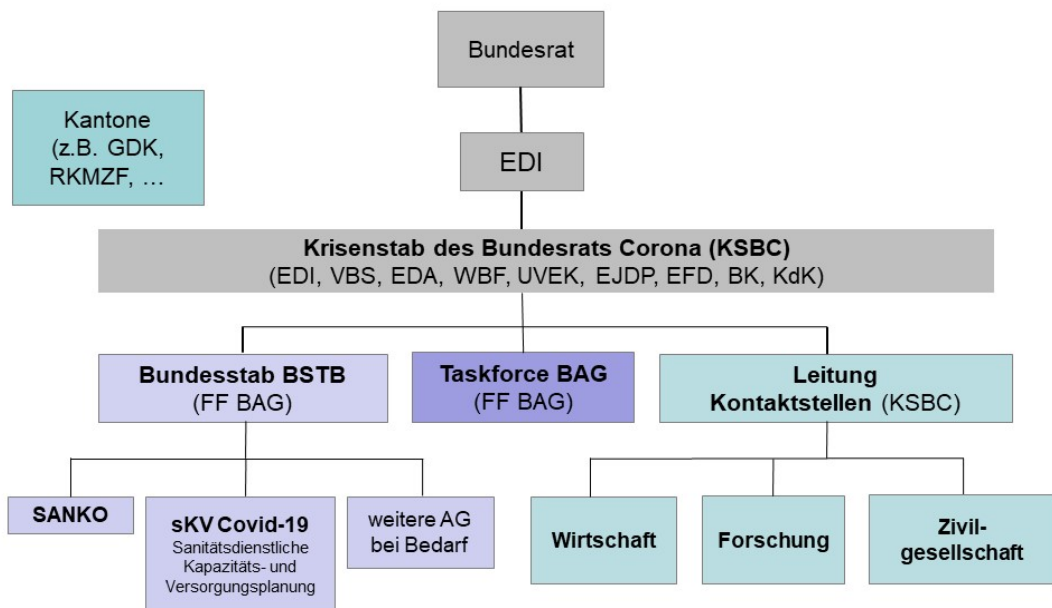 Bundesrat
Kantone
(z.B. GDK,
RKMZF, …
EDI
Krisenstab des Bundesrats Corona (KSBC)
(EDI, VBS, EDA, WBF, UVEK, EJDP, EFD, BK, KdK)
Bundesstab BSTB
(FF BAG)
Taskforce BAG
(FF BAG)
Leitung
Kontaktstellen (KSBC)
SANKO
sKV Covid-19
Sanitätsdienstliche
Kapazitäts- und
Versorgungsplanung
weitere AG
bei Bedarf
Wirtschaft
Forschung
Zivil-
gesellschaft